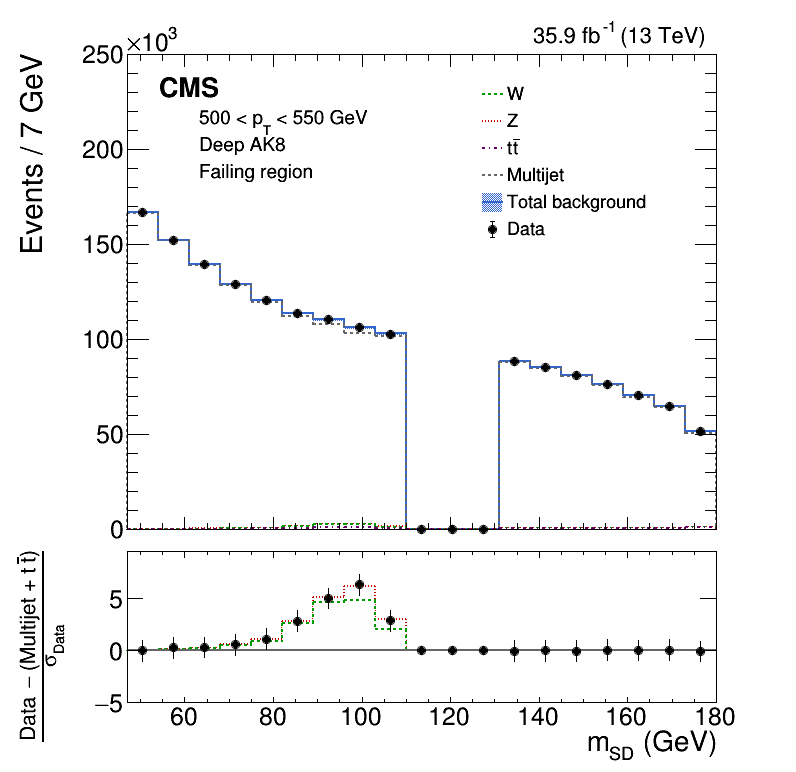 ×10³
35.9 fb⁻¹ (13 TeV)
CMS
500 < p_T < 550 GeV
Deep AK8
Failing region
W
Z
tt̄
Multijet
Total background
Data
Events / 7 GeV
250
200
150
100
50
0
Data − (Multijet + t t̄)
σ_Data
5
0
−5
60 80 100 120 140 160 180
m_SD (GeV)